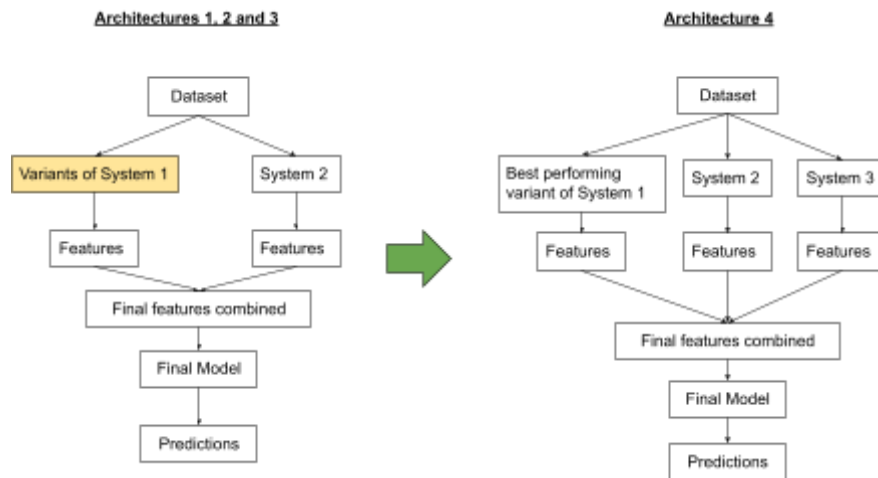 Architectures 1, 2 and 3
Dataset
Variants of System 1
System 2
Features
Features
Final features combined
Final Model
Predictions
Architecture 4
Dataset
Best performing
variant of System 1
System 2
System 3
Features
Features
Features
Final features combined
Final Model
Predictions